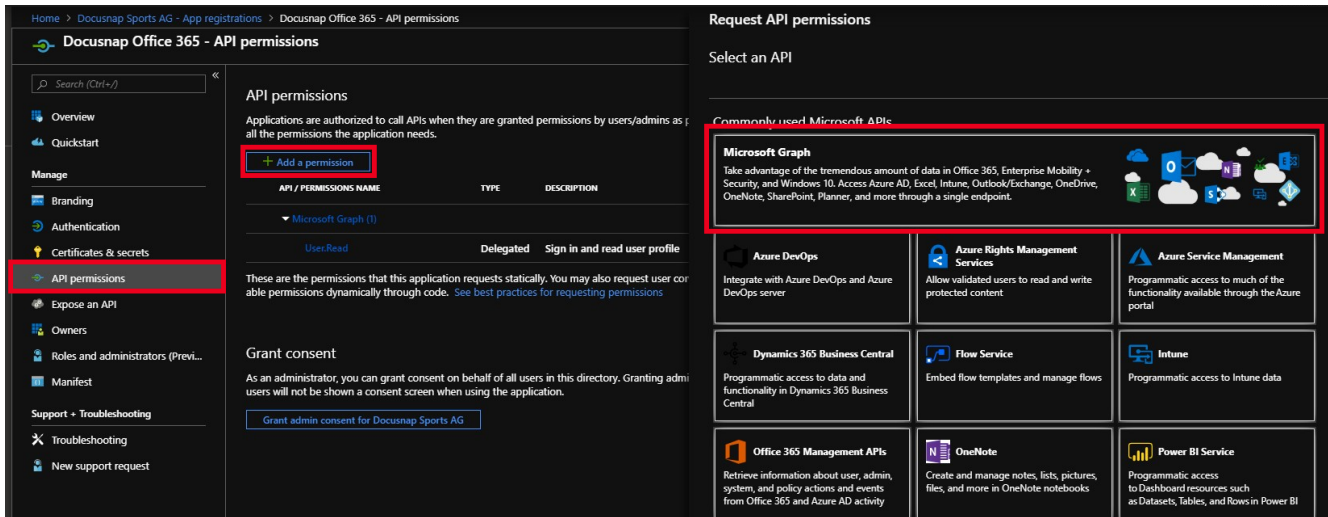 Home > Docusnap Sports AG - App registrations > Docusnap Office 365 - API permissions
Docusnap Office 365 - API permissions
Search (Ctrl+/)
«
Overview
Quickstart
Manage
Branding
Authentication
Certificates & secrets
API permissions
Expose an API
Owners
Roles and administrators (Previ...
Manifest
Support + Troubleshooting
Troubleshooting
New support request
API permissions
Applications are authorized to call APIs when they are granted permissions by users/admins as p
all the permissions the application needs.
+ Add a permission
API / PERMISSIONS NAME TYPE DESCRIPTION
Microsoft Graph (1)
User.Read Delegated Sign in and read user profile
These are the permissions that this application requests statically. You may also request user con
able permissions dynamically through code. See best practices for requesting permissions
Grant consent
As an administrator, you can grant consent on behalf of all users in this directory. Granting admi
users will not be shown a consent screen when using the application.
Grant admin consent for Docusnap Sports AG
Request API permissions
Select an API
Commonly used Microsoft APIs
Microsoft Graph
Take advantage of the tremendous amount of data in Office 365, Enterprise Mobility +
Security, and Windows 10. Access Azure AD, Excel, Intune, Outlook/Exchange, OneDrive,
OneNote, SharePoint, Planner, and more through a single endpoint.
Azure DevOps
Integrate with Azure DevOps and Azure
DevOps server
Azure Rights Management
Services
Allow validated users to read and write
protected content
Azure Service Management
Programmatic access to much of the
functionality available through the Azure
portal
Dynamics 365 Business Central
Programmatic access to data and
functionality in Dynamics 365 Business
Central
Flow Service
Embed flow templates and manage flows
Intune
Programmatic access to Intune data
Office 365 Management APIs
Retrieve information about user, admin,
system, and policy actions and events
from Office 365 and Azure AD activity
OneNote
Create and manage notes, lists, pictures,
files, and more in OneNote notebooks
Power BI Service
Programmatic access
to Dashboard resources such
as Datasets, Tables, and Rows in Power BI